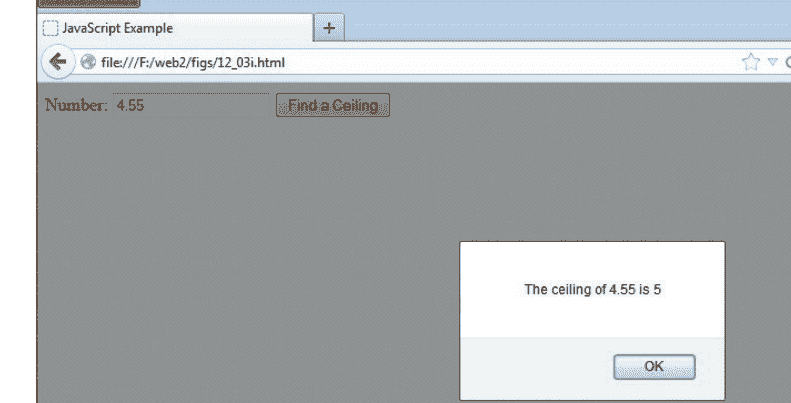 JavaScript Example
file:///F:/web2/figs/12_03i.html
Number: 4.55 Find a Ceiling
The ceiling of 4.55 is 5
OK